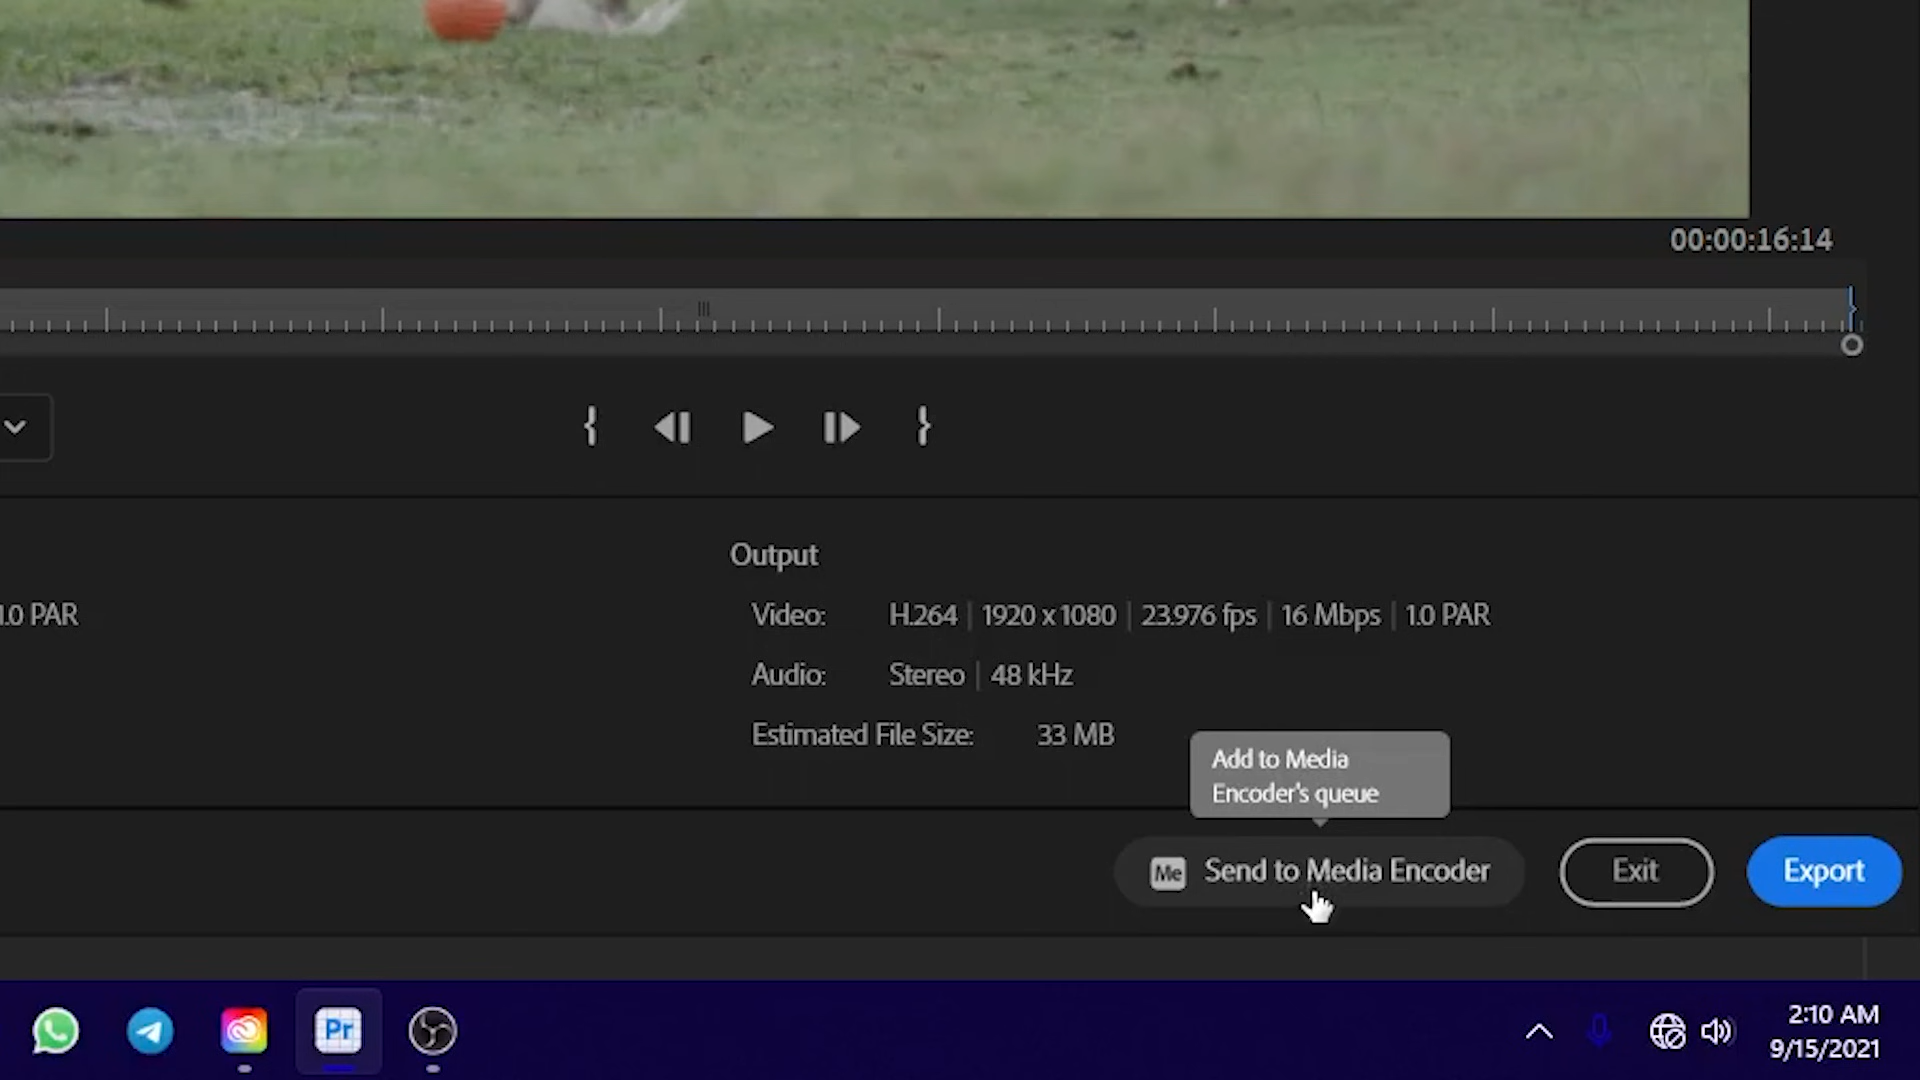 00:00:16:14
Output
1.0 PAR
Video: H.264 | 1920 x 1080 | 23.976 fps | 16 Mbps | 1.0 PAR
Audio: Stereo | 48 kHz
Estimated File Size: 33 MB
Add to Media
Encoder's queue
Me Send to Media Encoder
Exit
Export
Pr
2:10 AM
9/15/2021